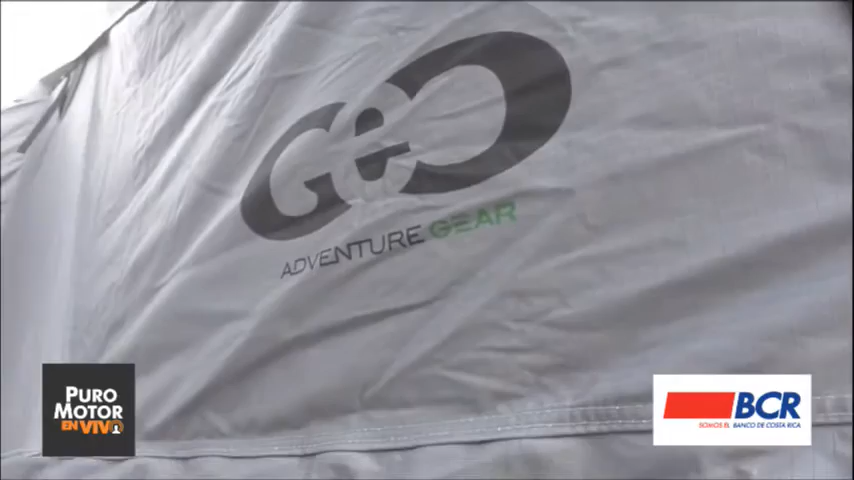 Geo
ADVENTURE GEAR
PURO
MOTOR
EN VIVO
BCR
SOMOS EL BANCO DE COSTA RICA